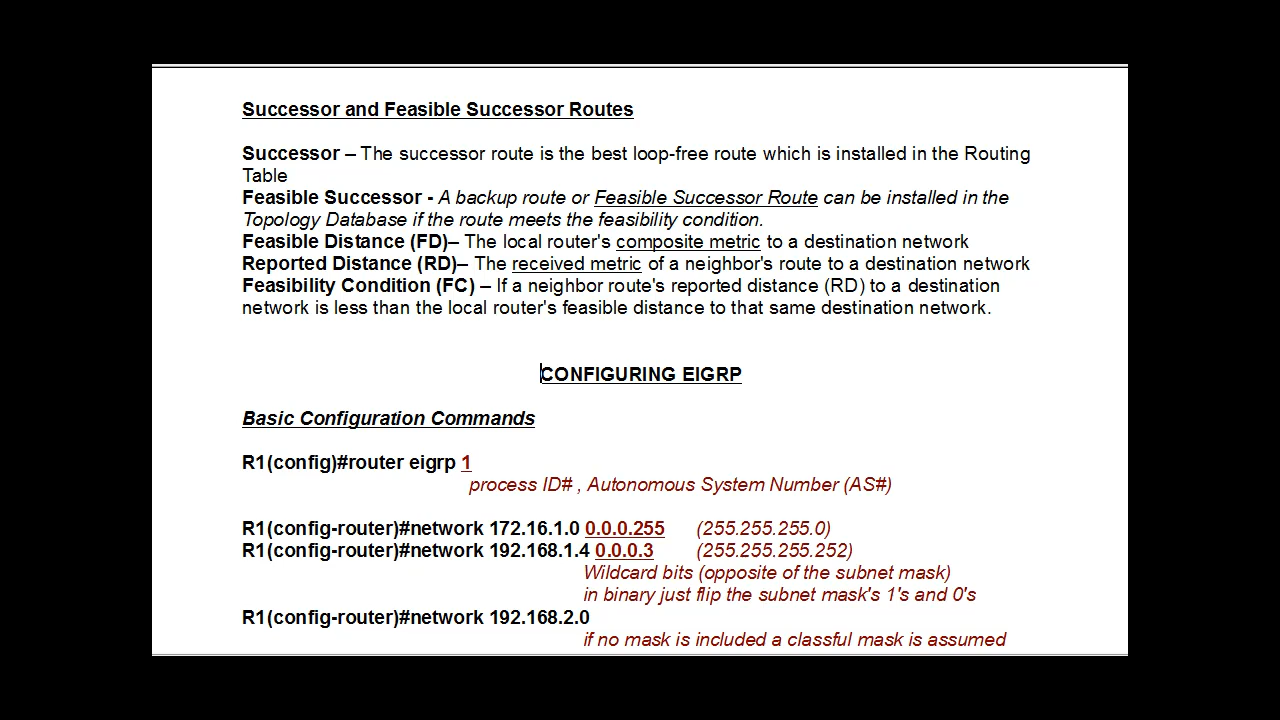 Successor and Feasible Successor Routes
Successor – The successor route is the best loop-free route which is installed in the Routing
Table
Feasible Successor - A backup route or Feasible Successor Route can be installed in the
Topology Database if the route meets the feasibility condition.
Feasible Distance (FD)– The local router's composite metric to a destination network
Reported Distance (RD)– The received metric of a neighbor's route to a destination network
Feasibility Condition (FC) – If a neighbor route's reported distance (RD) to a destination
network is less than the local router's feasible distance to that same destination network.
CONFIGURING EIGRP
Basic Configuration Commands
R1(config)#router eigrp 1
process ID# , Autonomous System Number (AS#)
R1(config-router)#network 172.16.1.0 0.0.0.255 (255.255.255.0)
R1(config-router)#network 192.168.1.4 0.0.0.3 (255.255.255.252)
Wildcard bits (opposite of the subnet mask)
in binary just flip the subnet mask's 1's and 0's
R1(config-router)#network 192.168.2.0
if no mask is included a classful mask is assumed